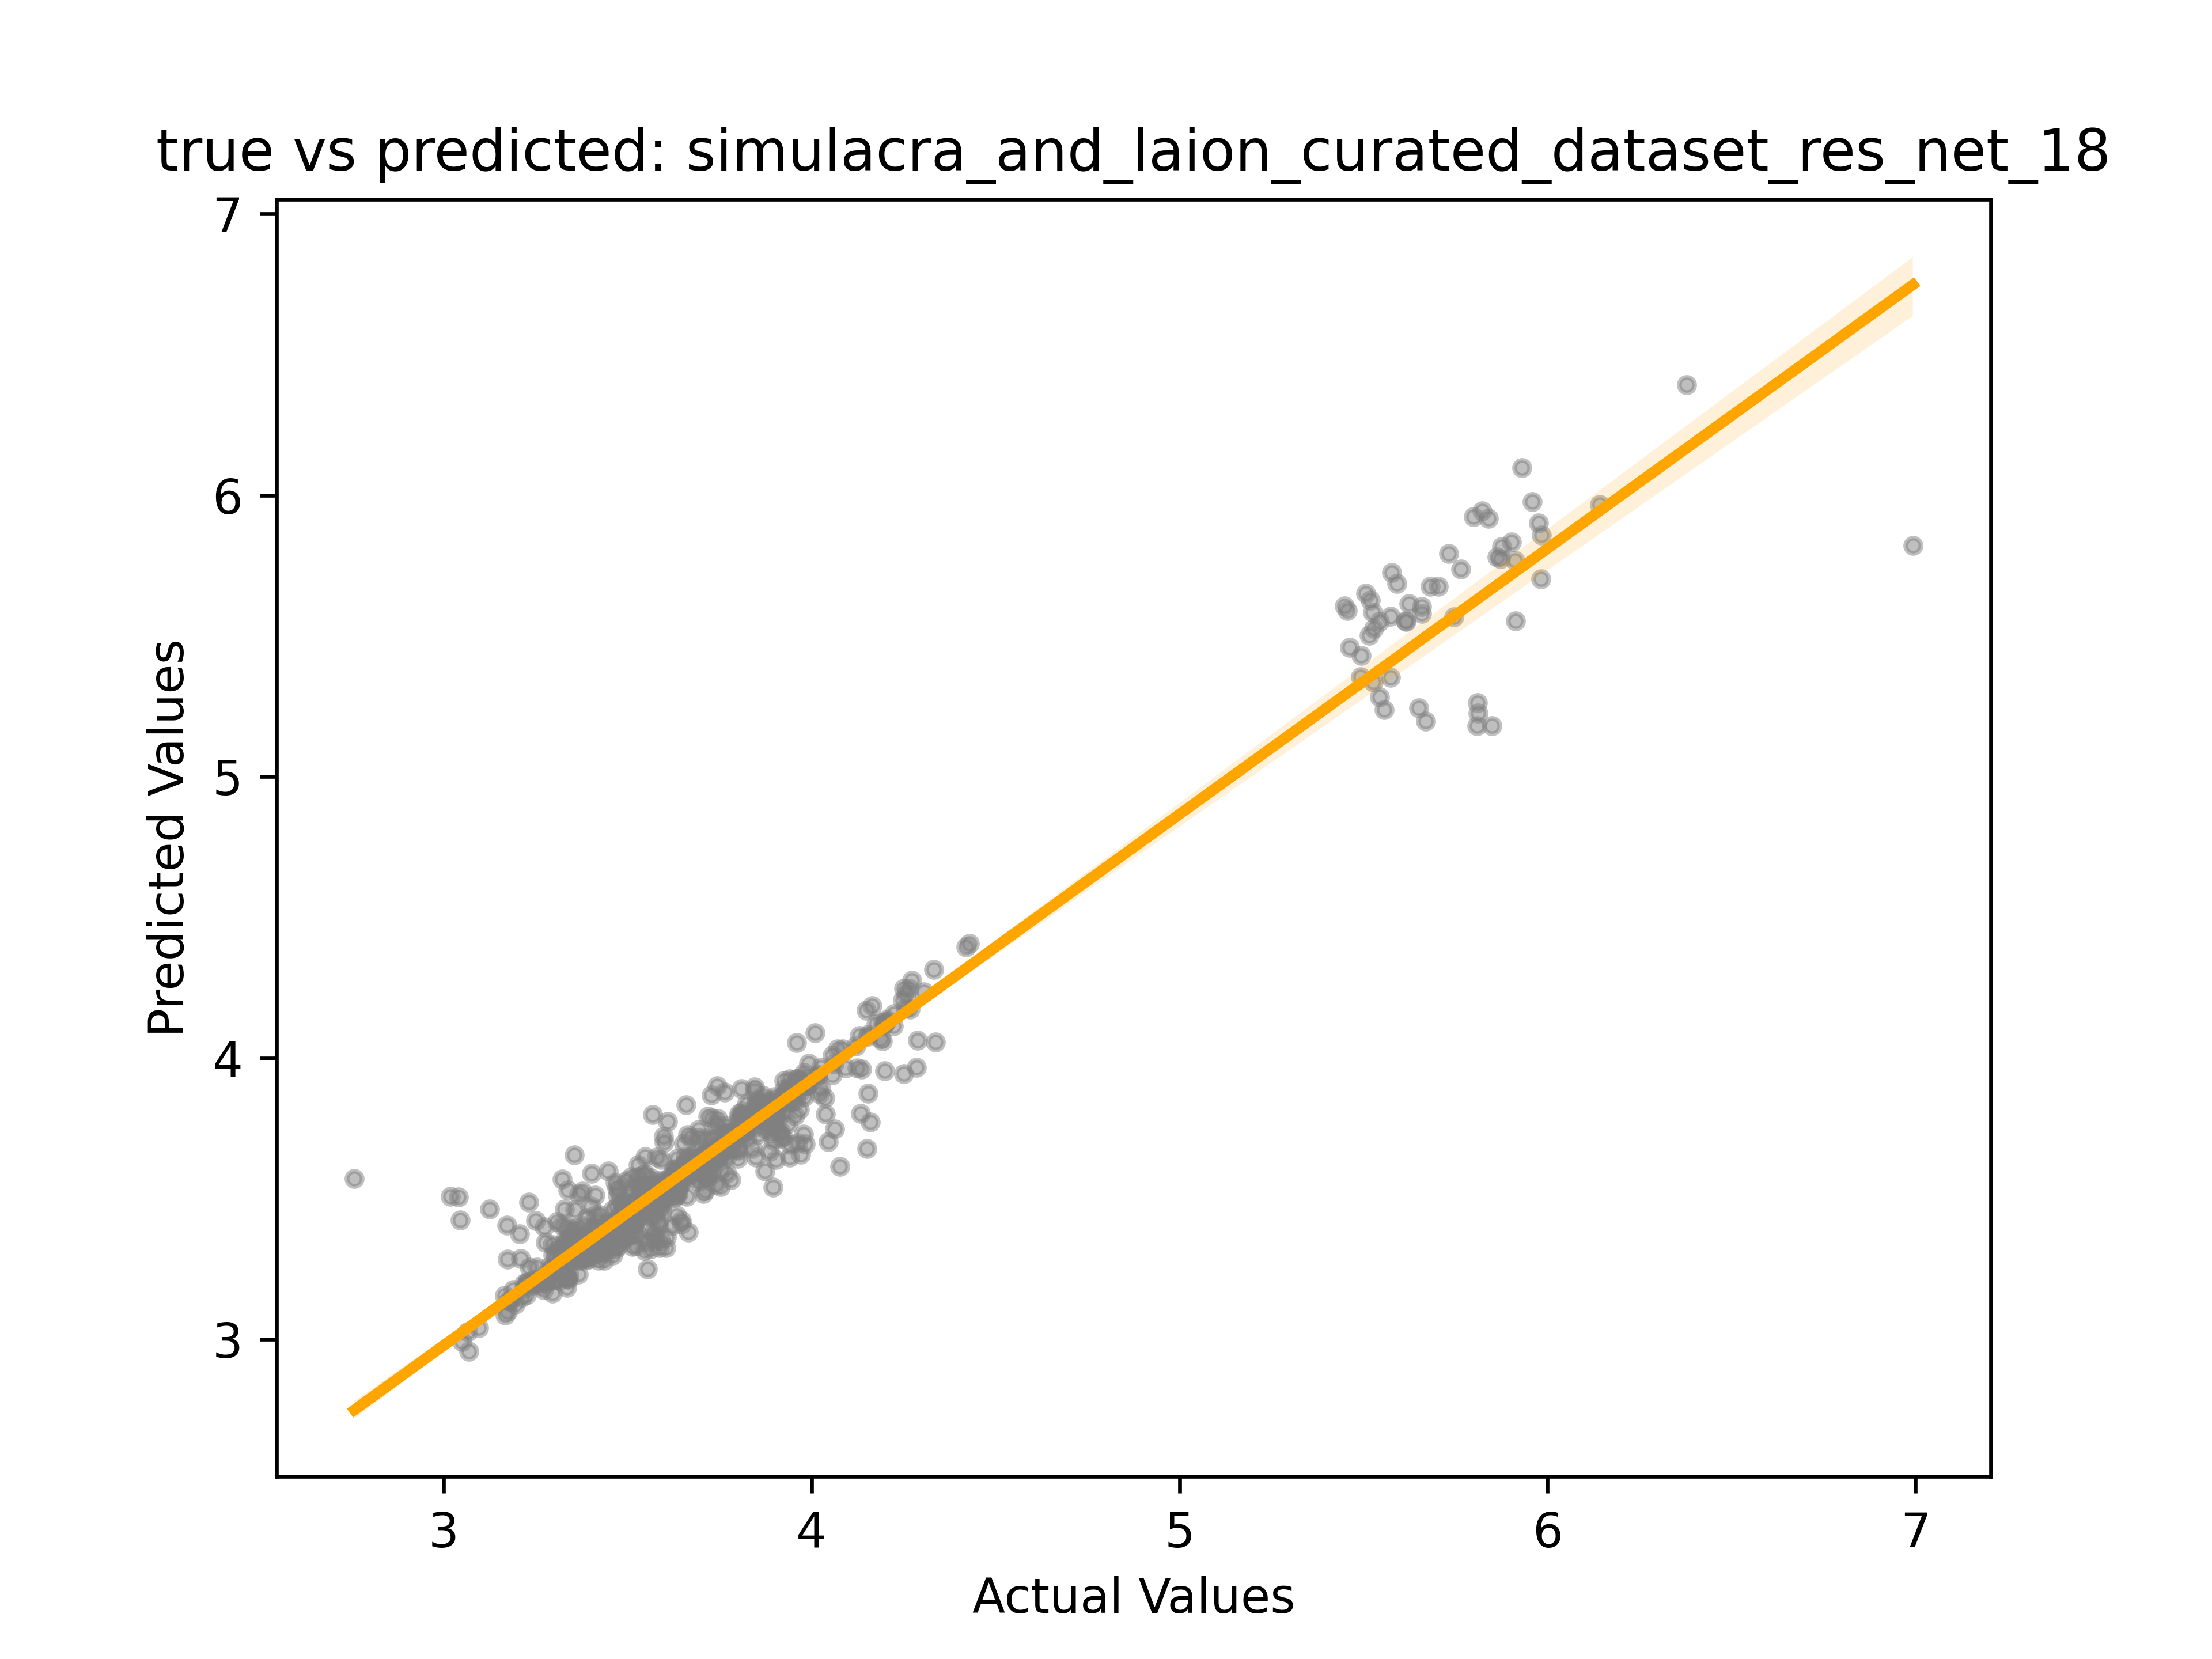 true vs predicted: simulacra_and_laion_curated_dataset_res_net_18
7
6
5
4
3
Predicted Values
3 4 5 6 7
Actual Values